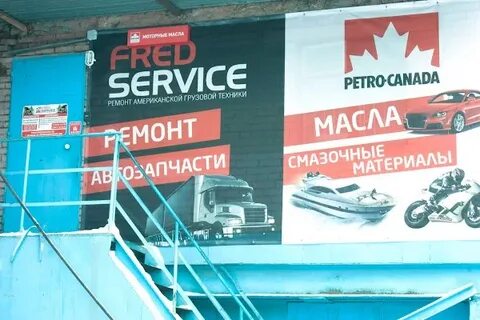 МОТОРНЫЕ МАСЛА
FRED
SERVICE
РЕМОНТ АМЕРИКАНСКОЙ ГРУЗОВОЙ ТЕХНИКИ
РЕМОНТ
АВТОЗАПЧАСТИ
PETRO-CANADA
МАСЛА
СМАЗОЧНЫЕ
МАТЕРИАЛЫ